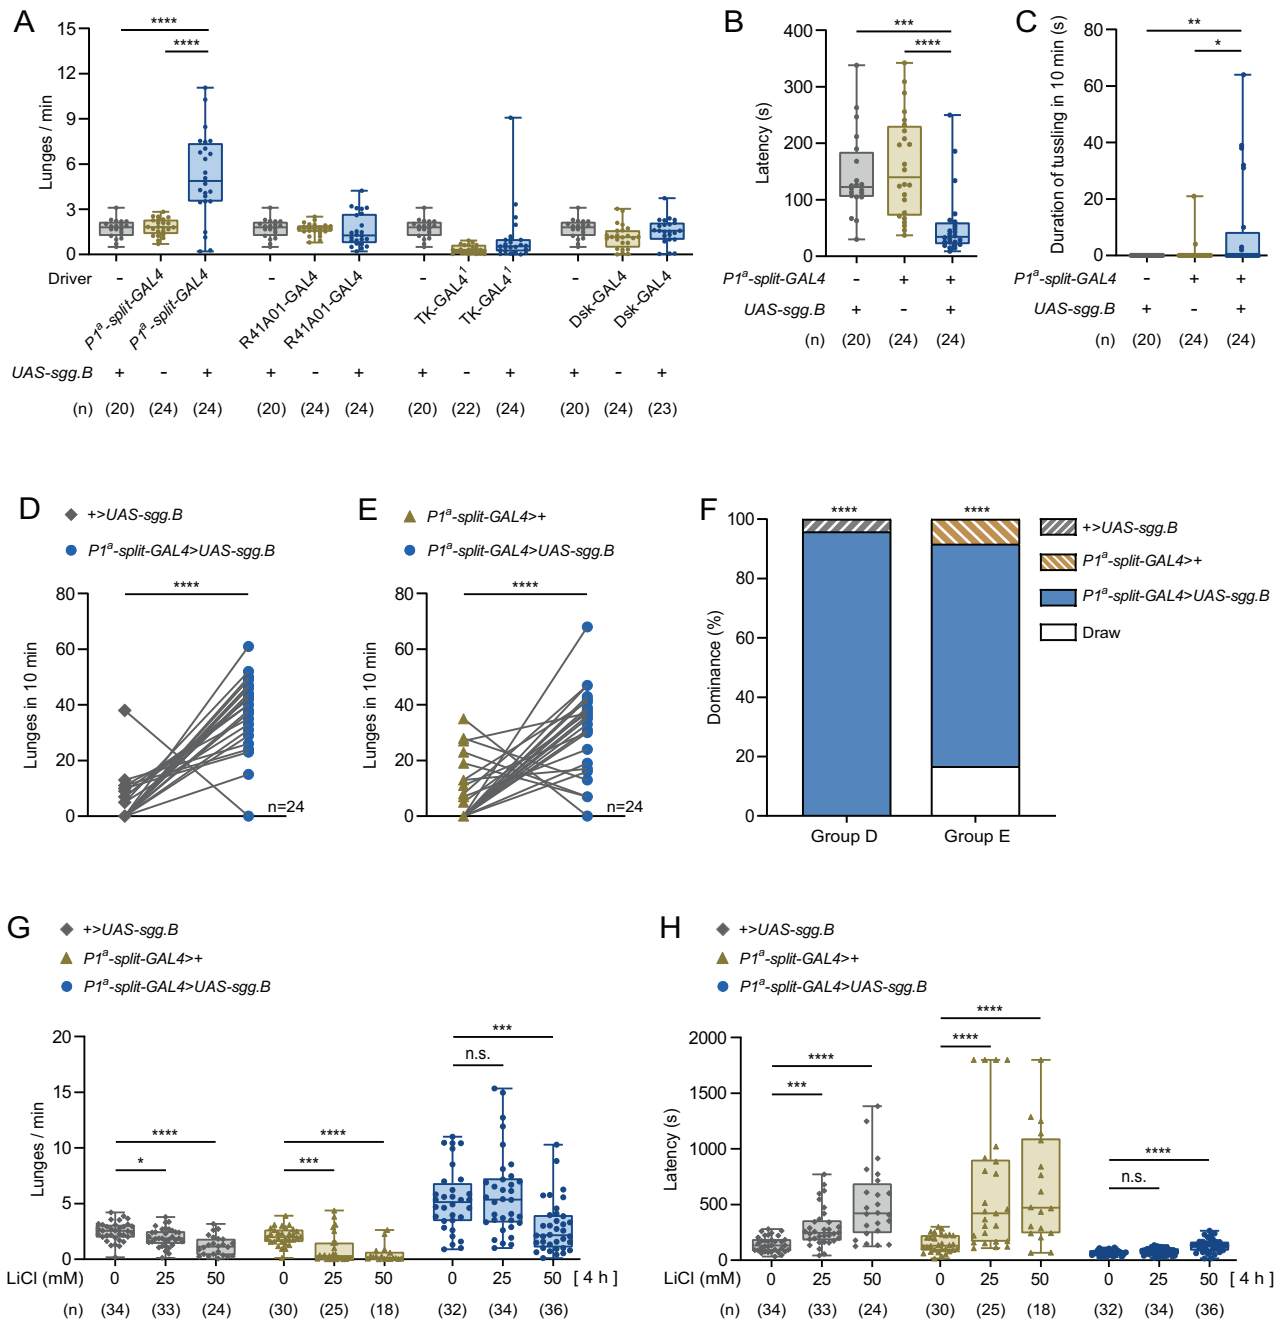 A
Lunges / min
15
12
9
6
3
0
****
****
Driver
-
P1ᵃ-split-GAL4
P1ᵃ-split-GAL4
-
R41A01-GAL4
R41A01-GAL4
-
TK-GAL4¹
TK-GAL4¹
-
Dsk-GAL4
Dsk-GAL4
UAS-sgg.B + - + + - + + - + + - +
(n) (20) (24) (24) (20) (24) (24) (20) (22) (24) (20) (24) (23)
B
Latency (s)
400
300
200
100
0
***
****
P1ᵃ-split-GAL4 - + +
UAS-sgg.B + - +
(n) (20) (24) (24)
C
Duration of tussling in 10 min (s)
80
60
40
20
0
**
*
P1ᵃ-split-GAL4 - + +
UAS-sgg.B + - +
(n) (20) (24) (24)
D
+>UAS-sgg.B
P1ᵃ-split-GAL4>UAS-sgg.B
Lunges in 10 min
80
60
40
20
0
****
n=24
E
P1ᵃ-split-GAL4>+
P1ᵃ-split-GAL4>UAS-sgg.B
Lunges in 10 min
80
60
40
20
0
****
n=24
F
Dominance (%)
100
80
60
40
20
0
**** ****
Group D Group E
+>UAS-sgg.B
P1ᵃ-split-GAL4>+
P1ᵃ-split-GAL4>UAS-sgg.B
Draw
G
+>UAS-sgg.B
P1ᵃ-split-GAL4>+
P1ᵃ-split-GAL4>UAS-sgg.B
Lunges / min
20
15
10
5
0
****
*
****
***
***
n.s.
LiCl (mM) 0 25 50 0 25 50 0 25 50 [ 4 h ]
(n) (34) (33) (24) (30) (25) (18) (32) (34) (36)
H
+>UAS-sgg.B
P1ᵃ-split-GAL4>+
P1ᵃ-split-GAL4>UAS-sgg.B
Latency (s)
2000
1500
1000
500
0
****
***
****
****
****
n.s.
LiCl (mM) 0 25 50 0 25 50 0 25 50 [ 4 h ]
(n) (34) (33) (24) (30) (25) (18) (32) (34) (36)